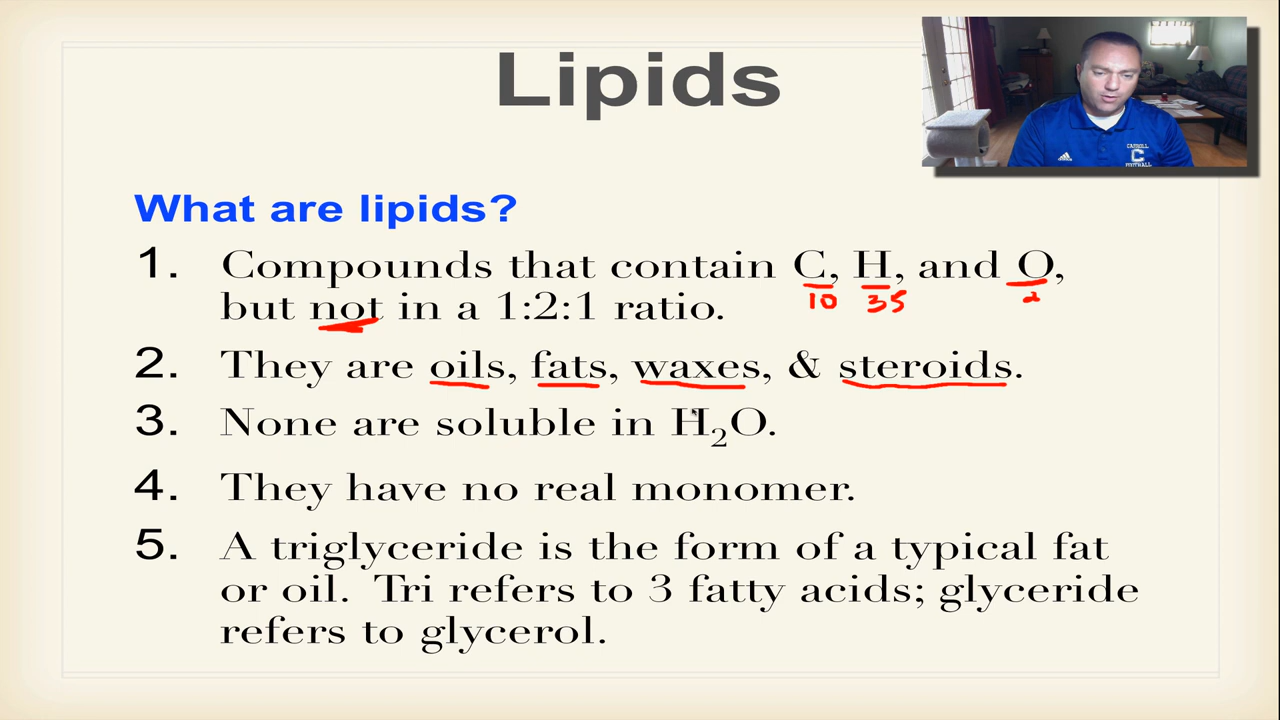 Lipids
CARROLL
C
FOOTBALL
What are lipids?
1. Compounds that contain C, H, and O,
10 35 2
but not in a 1:2:1 ratio.
2. They are oils, fats, waxes, & steroids.
3. None are soluble in H₂O.
4. They have no real monomer.
5. A triglyceride is the form of a typical fat
or oil. Tri refers to 3 fatty acids; glyceride
refers to glycerol.